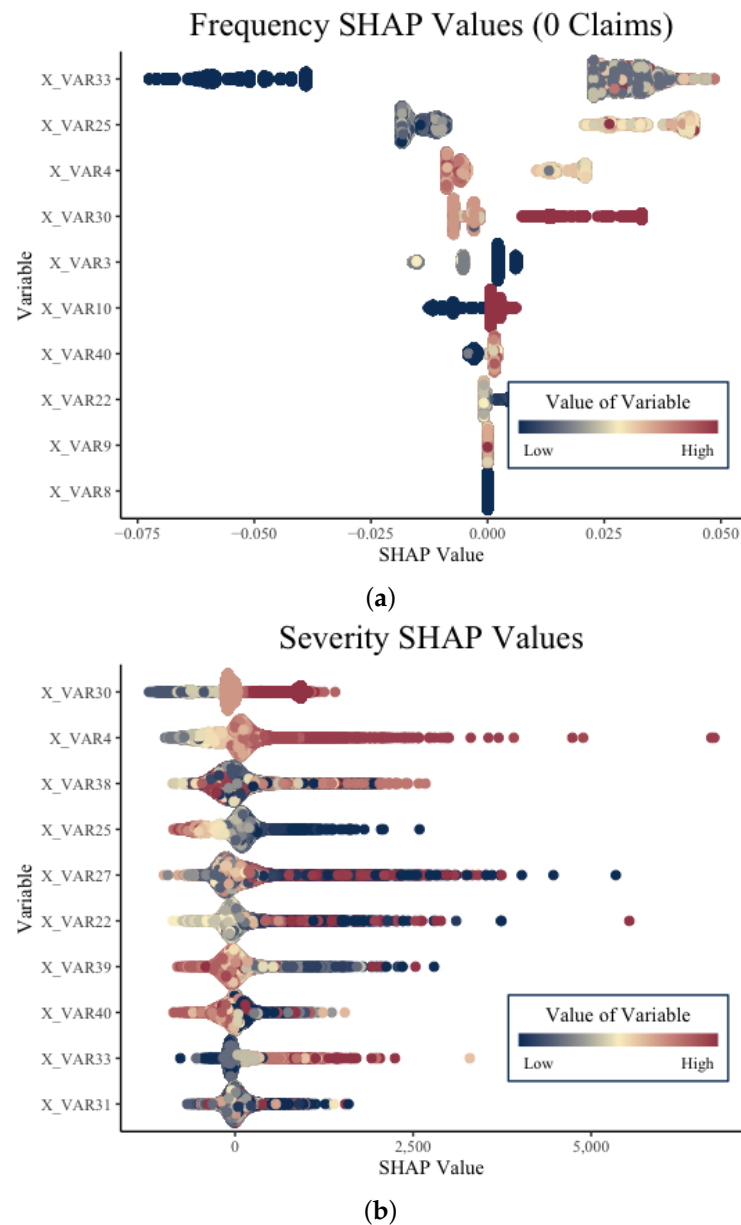 Frequency SHAP Values (0 Claims)
X_VAR33
X_VAR25
X_VAR4
X_VAR30
X_VAR3
X_VAR10
X_VAR40
X_VAR22
X_VAR9
X_VAR8
Variable
Value of Variable
Low High
−0.075 −0.050 −0.025 0.000 0.025 0.050
SHAP Value
(a)
Severity SHAP Values
X_VAR30
X_VAR4
X_VAR38
X_VAR25
X_VAR27
X_VAR22
X_VAR39
X_VAR40
X_VAR33
X_VAR31
Variable
Value of Variable
Low High
0 2,500 5,000
SHAP Value
(b)